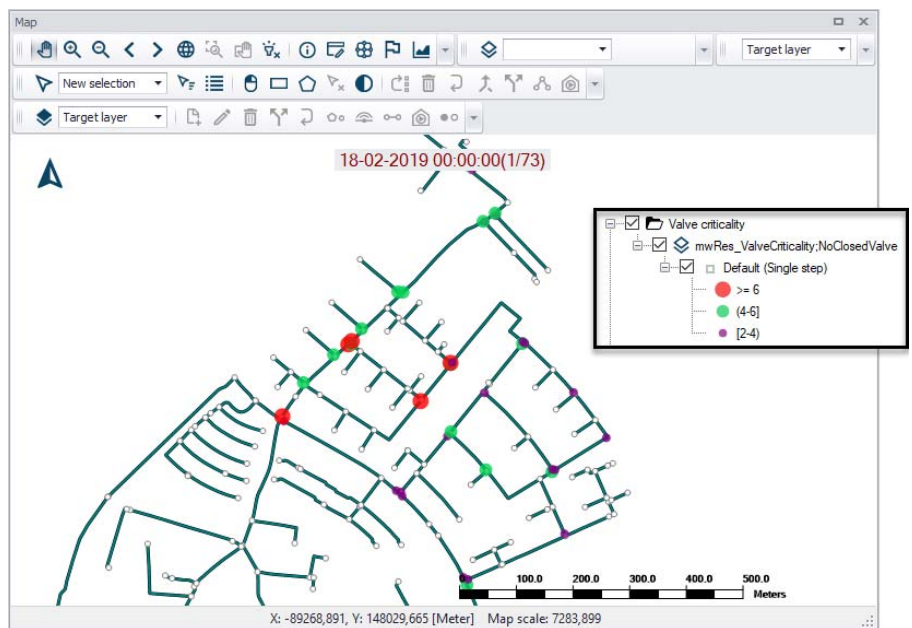 Map
Target layer
New selection
Target layer
18-02-2019 00:00:00(1/73)
Valve criticality
mwRes_ValveCriticality;NoClosedValve
Default (Single step)
>= 6
(4-6]
[2-4)
0 100.0 200.0 300.0 400.0 500.0
Meters
X: -89268,891, Y: 148029,665 [Meter] Map scale: 7283,899